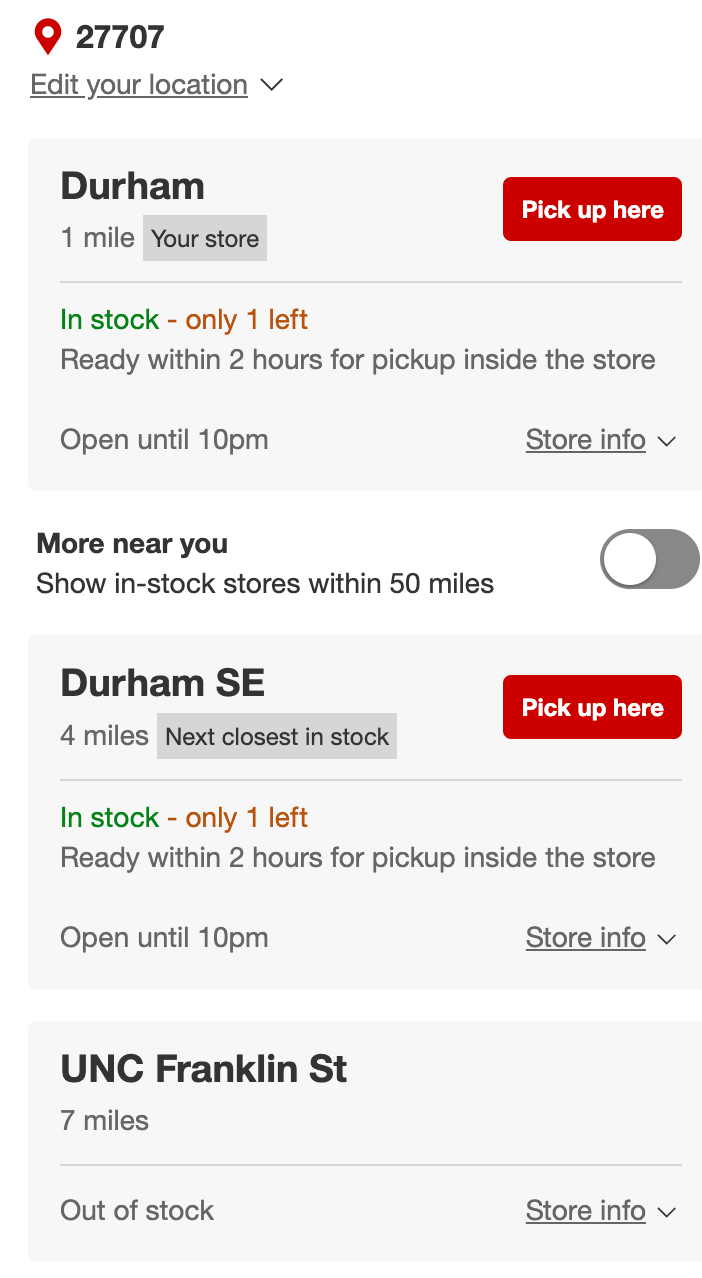 27707
Edit your location
Durham
Pick up here
1 mile Your store
In stock - only 1 left
Ready within 2 hours for pickup inside the store
Open until 10pm Store info
More near you
Show in-stock stores within 50 miles
Durham SE
Pick up here
4 miles Next closest in stock
In stock - only 1 left
Ready within 2 hours for pickup inside the store
Open until 10pm Store info
UNC Franklin St
7 miles
Out of stock Store info